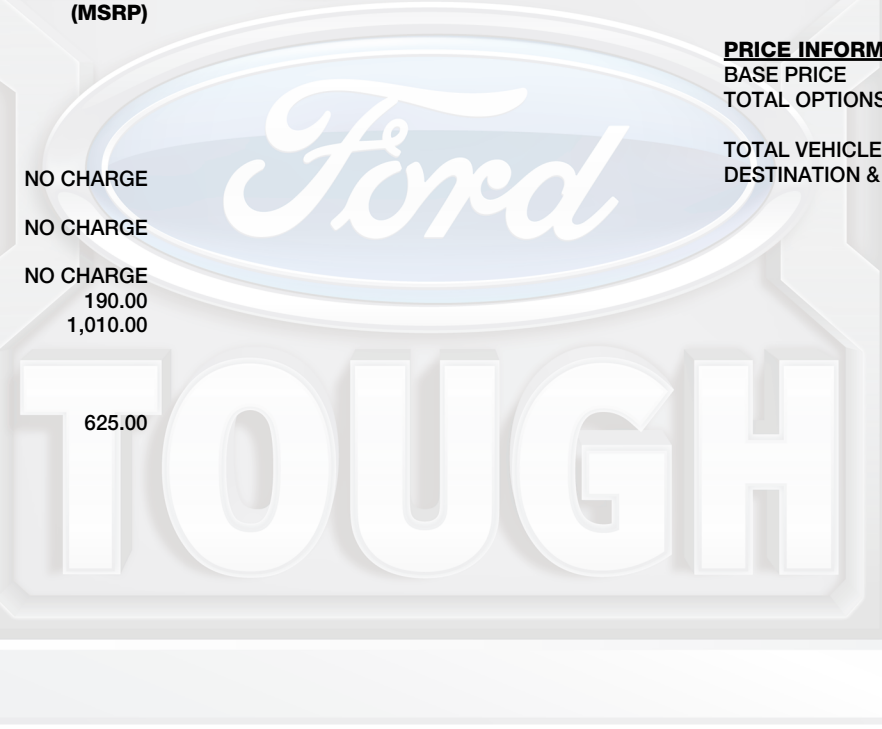 (MSRP)
NO CHARGE
NO CHARGE
NO CHARGE
190.00
1,010.00
625.00
PRICE INFORM
BASE PRICE
TOTAL OPTIONS
TOTAL VEHICLE
DESTINATION &
Ford
TOUGH